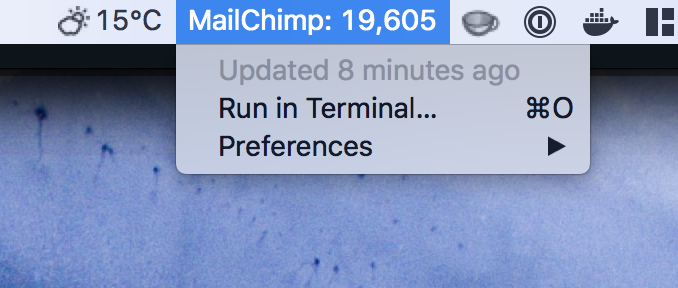 15°C MailChimp: 19,605
Updated 8 minutes ago
Run in Terminal... ⌘O
Preferences ▶